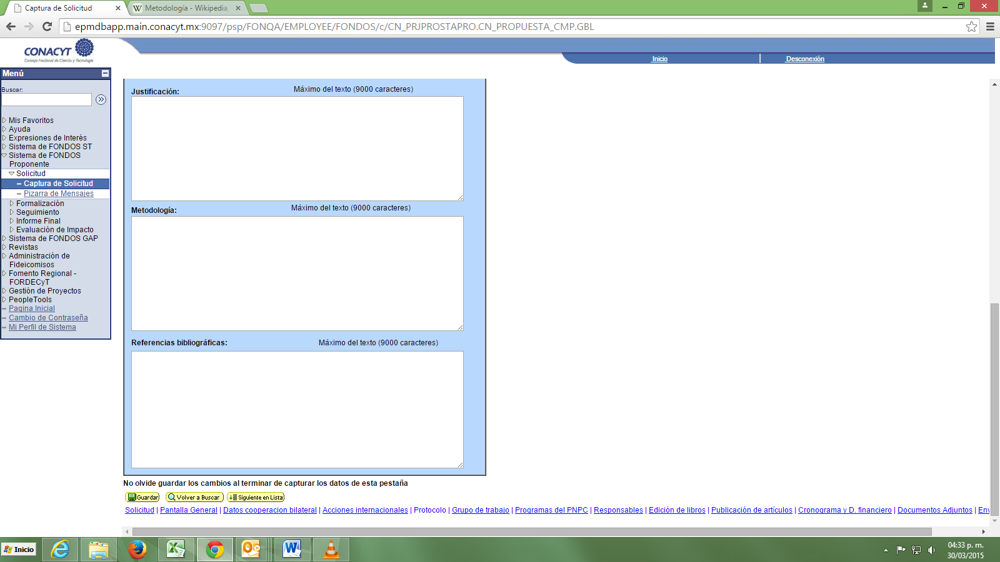 Captura de Solicitud
Metodología - Wikipedia,
epmdbapp.main.conacyt.mx:9097/psp/FONQA/EMPLOYEE/FONDOS/c/CN_PRJPROSTAPRO.CN_PROPUESTA_CMP.GBL
CONACYT
Consejo Nacional de Ciencia y Tecnología
Inicio
Desconexión
Menú
Buscar:
Mis Favoritos
Ayuda
Expresiones de Interés
Sistema de FONDOS ST
Sistema de FONDOS
Proponente
Solicitud
Captura de Solicitud
Pizarra de Mensajes
Formalización
Seguimiento
Informe Final
Evaluación de Impacto
Sistema de FONDOS GAP
Revistas
Administración de
Fideicomisos
Fomento Regional -
FORDECyT
Gestión de Proyectos
PeopleTools
Pagina Inicial
Cambio de Contraseña
Mi Perfil de Sistema
Justificación: Máximo del texto (9000 caracteres)
Metodología: Máximo del texto (9000 caracteres)
Referencias bibliográficas: Máximo del texto (9000 caracteres)
No olvide guardar los cambios al terminar de capturar los datos de esta pestaña
Guardar Volver a Buscar Siguiente en Lista
Solicitud | Pantalla General | Datos cooperacion bilateral | Acciones internacionales | Protocolo | Grupo de trabajo | Programas del PNPC | Responsables | Edición de libros | Publicación de artículos | Cronograma y D. financiero | Documentos Adjuntos | Env
Inicio
04:33 p. m.
30/03/2015